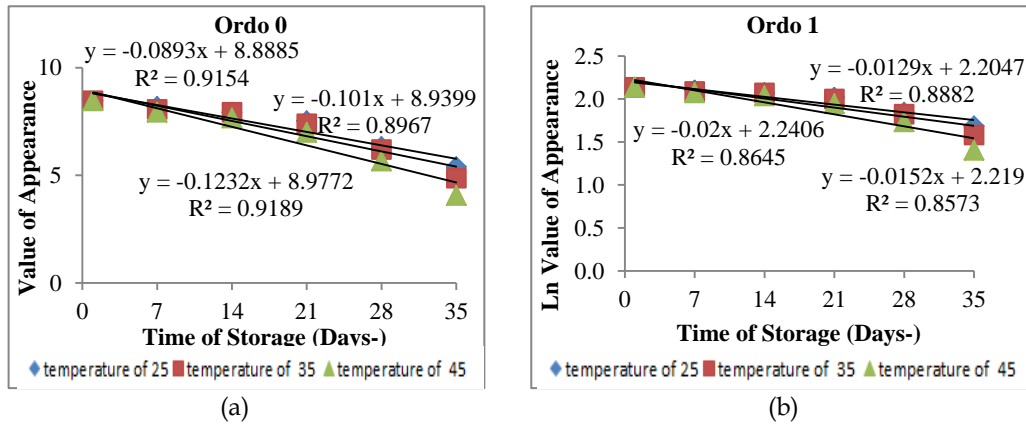 Ordo 0
y = -0.0893x + 8.8885
R² = 0.9154
y = -0.101x + 8.9399
R² = 0.8967
y = -0.1232x + 8.9772
R² = 0.9189
10
5
0
Value of Appearance
0 7 14 21 28 35
Time of Storage (Days-)
temperature of 25 temperature of 35 temperature of 45
(a)
Ordo 1
y = -0.0129x + 2.2047
R² = 0.8882
y = -0.02x + 2.2406
R² = 0.8645
y = -0.0152x + 2.219
R² = 0.8573
2.5
2.0
1.5
1.0
0.5
0.0
Ln Value of Appearance
0 7 14 21 28 35
Time of Storage (Days-)
temperature of 25 temperature of 35 temperature of 45
(b)